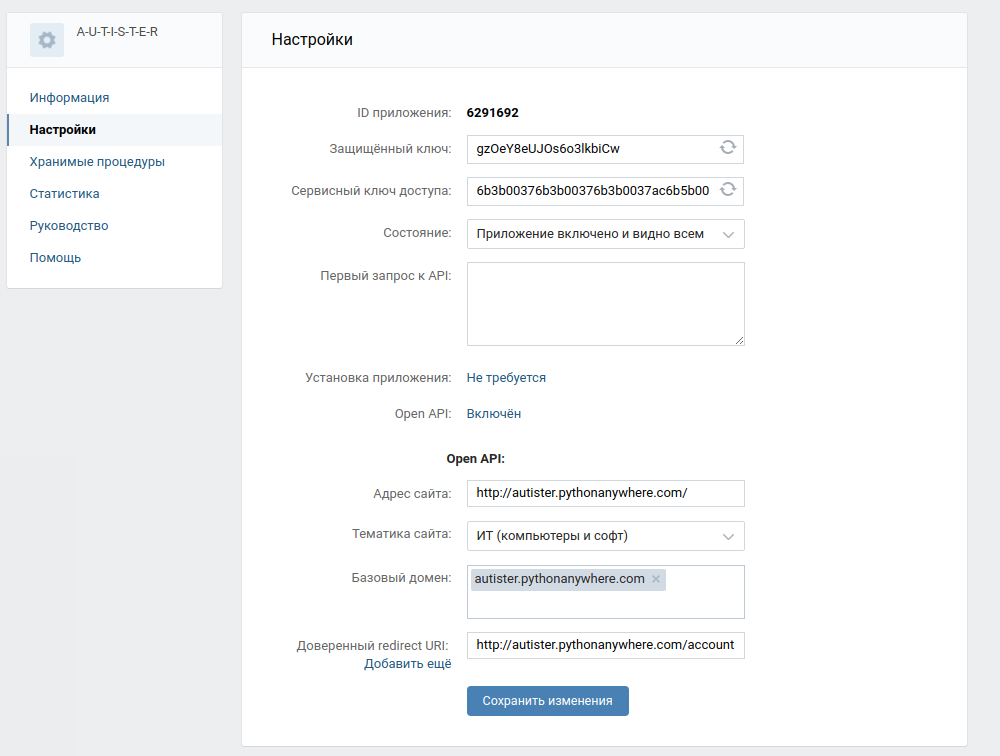 A-U-T-I-S-T-E-R
Информация
Настройки
Хранимые процедуры
Статистика
Руководство
Помощь
Настройки
ID приложения: 6291692
Защищённый ключ: gzOeY8eUJOs6o3lkbiCw
Сервисный ключ доступа: 6b3b00376b3b00376b3b0037ac6b5b00
Состояние: Приложение включено и видно всем
Первый запрос к API:
Установка приложения: Не требуется
Open API: Включён
Open API:
Адрес сайта: http://autister.pythonanywhere.com/
Тематика сайта: ИТ (компьютеры и софт)
Базовый домен: autister.pythonanywhere.com
Доверенный redirect URI: http://autister.pythonanywhere.com/account
Добавить ещё
Сохранить изменения